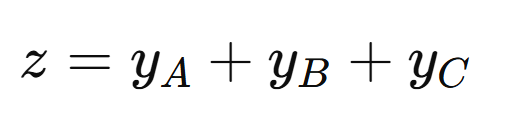 z = y_A + y_B + y_C